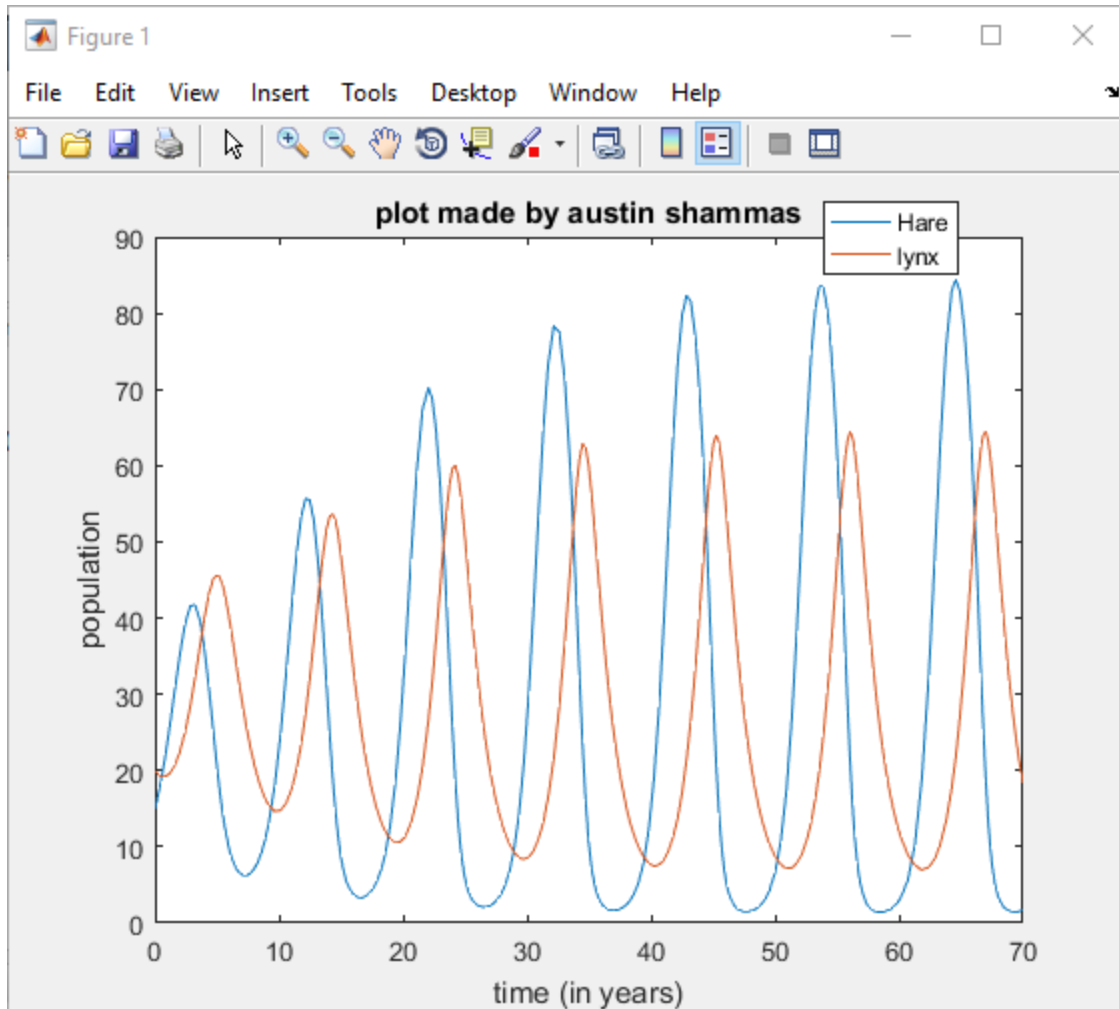 Figure 1
File Edit View Insert Tools Desktop Window Help
plot made by austin shammas
Hare
lynx
90
80
70
60
50
40
30
20
10
0
population
0 10 20 30 40 50 60 70
time (in years)